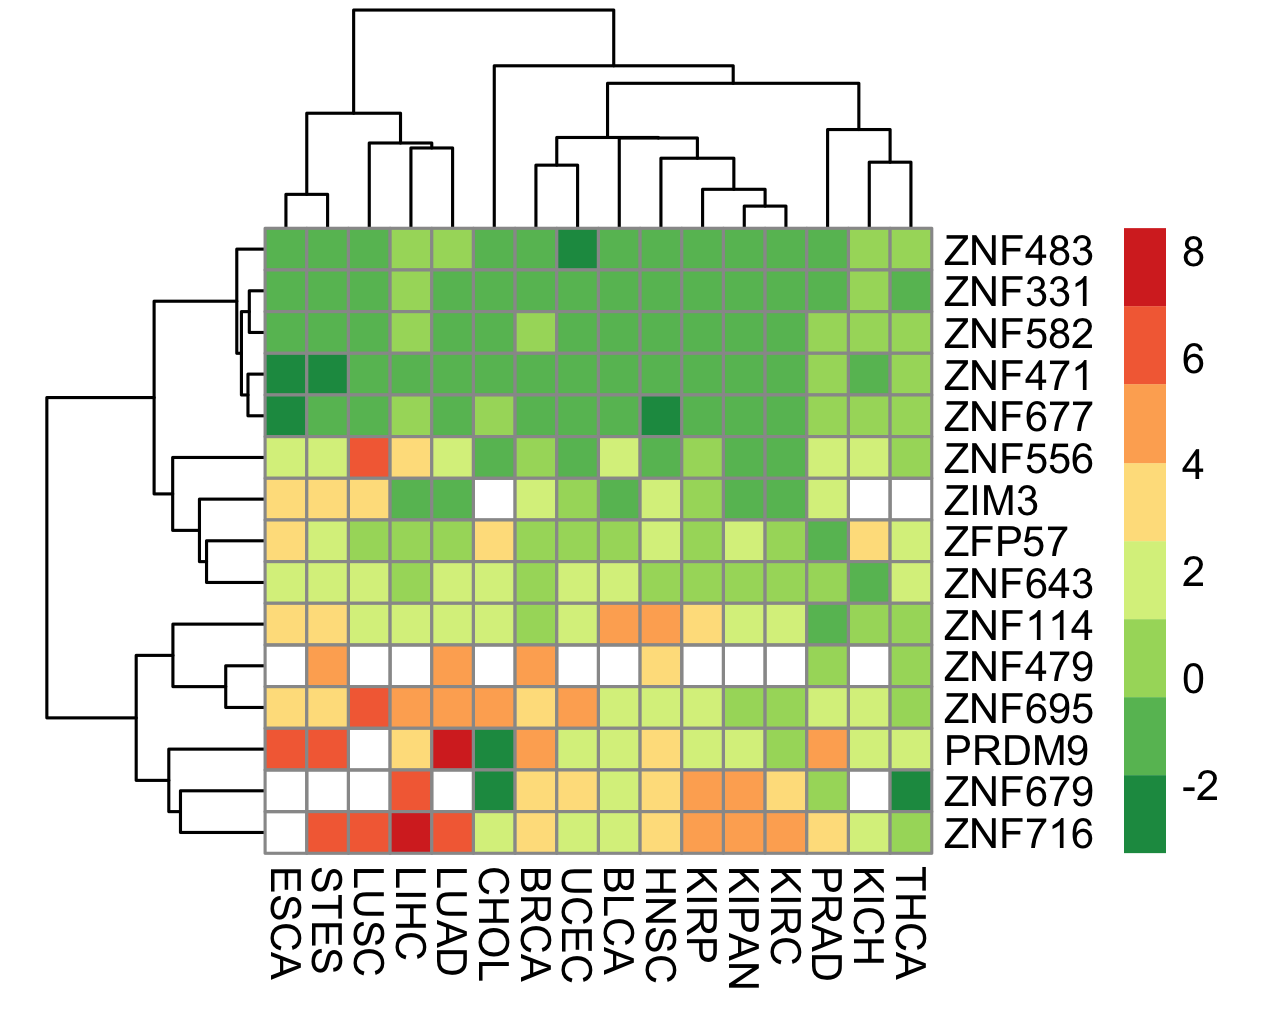 ZNF483
ZNF331
ZNF582
ZNF471
ZNF677
ZNF556
ZIM3
ZFP57
ZNF643
ZNF114
ZNF479
ZNF695
PRDM9
ZNF679
ZNF716
8
6
4
2
0
-2
ESCA
STES
LUSC
LIHC
LUAD
CHOL
BRCA
UCEC
BLCA
HNSC
KIRP
KIPAN
KIRC
PRAD
KICH
THCA